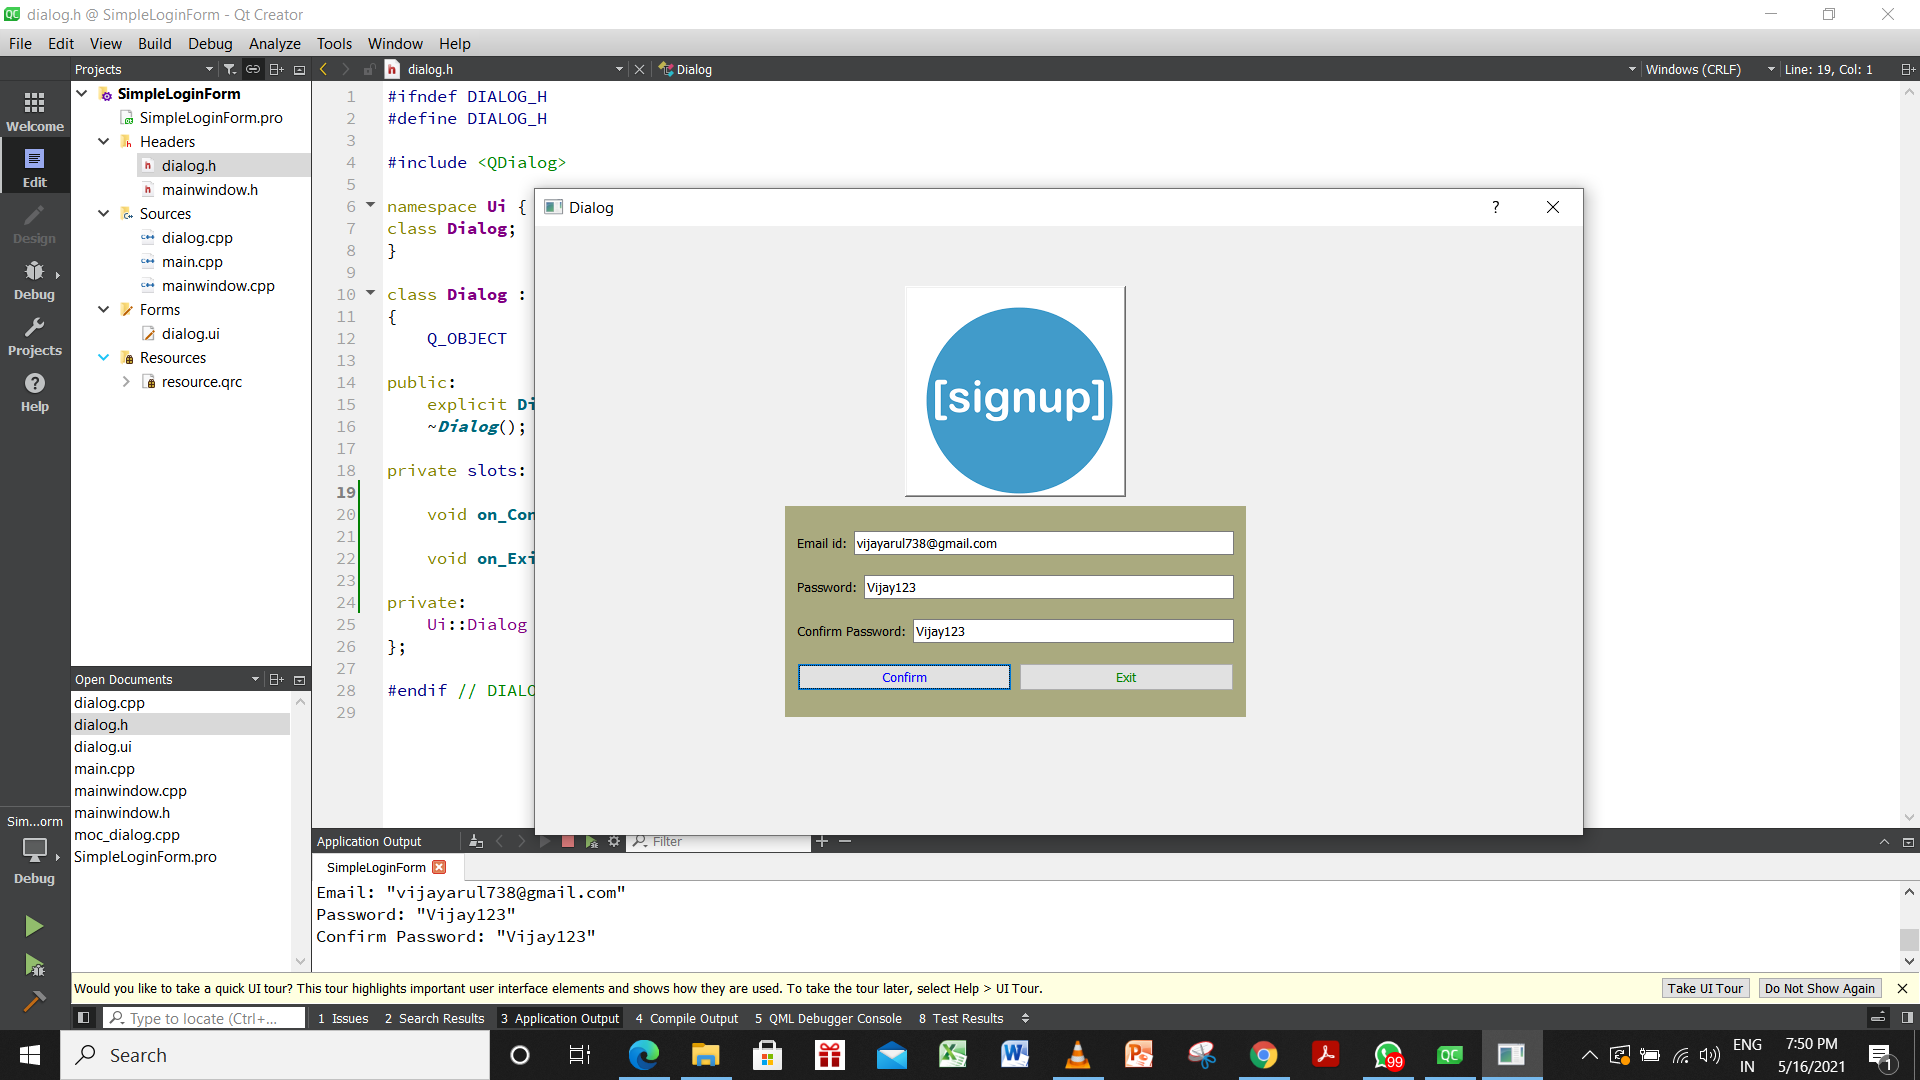 dialog.h @ SimpleLoginForm - Qt Creator
File Edit View Build Debug Analyze Tools Window Help
Projects
dialog.h
Dialog
Windows (CRLF)
Line: 19, Col: 1
Welcome
Edit
Design
Debug
Projects
Help
SimpleLoginForm
SimpleLoginForm.pro
Headers
dialog.h
mainwindow.h
Sources
dialog.cpp
main.cpp
mainwindow.cpp
Forms
dialog.ui
Resources
resource.qrc
1 #ifndef DIALOG_H
2 #define DIALOG_H
3
4 #include <QDialog>
5
6 namespace Ui {
7 class Dialog;
8 }
9
10 class Dialog :
11 {
12 Q_OBJECT
13
14 public:
15 explicit Di
16 ~Dialog();
17
18 private slots:
19
20 void on_Con
21
22 void on_Exi
23
24 private:
25 Ui::Dialog
26 };
27
28 #endif // DIALO
29
Dialog
?
[signup]
Email id: vijayarul738@gmail.com
Password: Vijay123
Confirm Password: Vijay123
Confirm Exit
Open Documents
dialog.cpp
dialog.h
dialog.ui
main.cpp
mainwindow.cpp
mainwindow.h
moc_dialog.cpp
SimpleLoginForm.pro
Sim...orm
Debug
Application Output
Filter
SimpleLoginForm
Email: "vijayarul738@gmail.com"
Password: "Vijay123"
Confirm Password: "Vijay123"
Would you like to take a quick UI tour? This tour highlights important user interface elements and shows how they are used. To take the tour later, select Help > UI Tour.
Take UI Tour
Do Not Show Again
Type to locate (Ctrl+...
1 Issues 2 Search Results 3 Application Output 4 Compile Output 5 QML Debugger Console 8 Test Results
Search
99
QC
ENG
IN
7:50 PM
5/16/2021
1